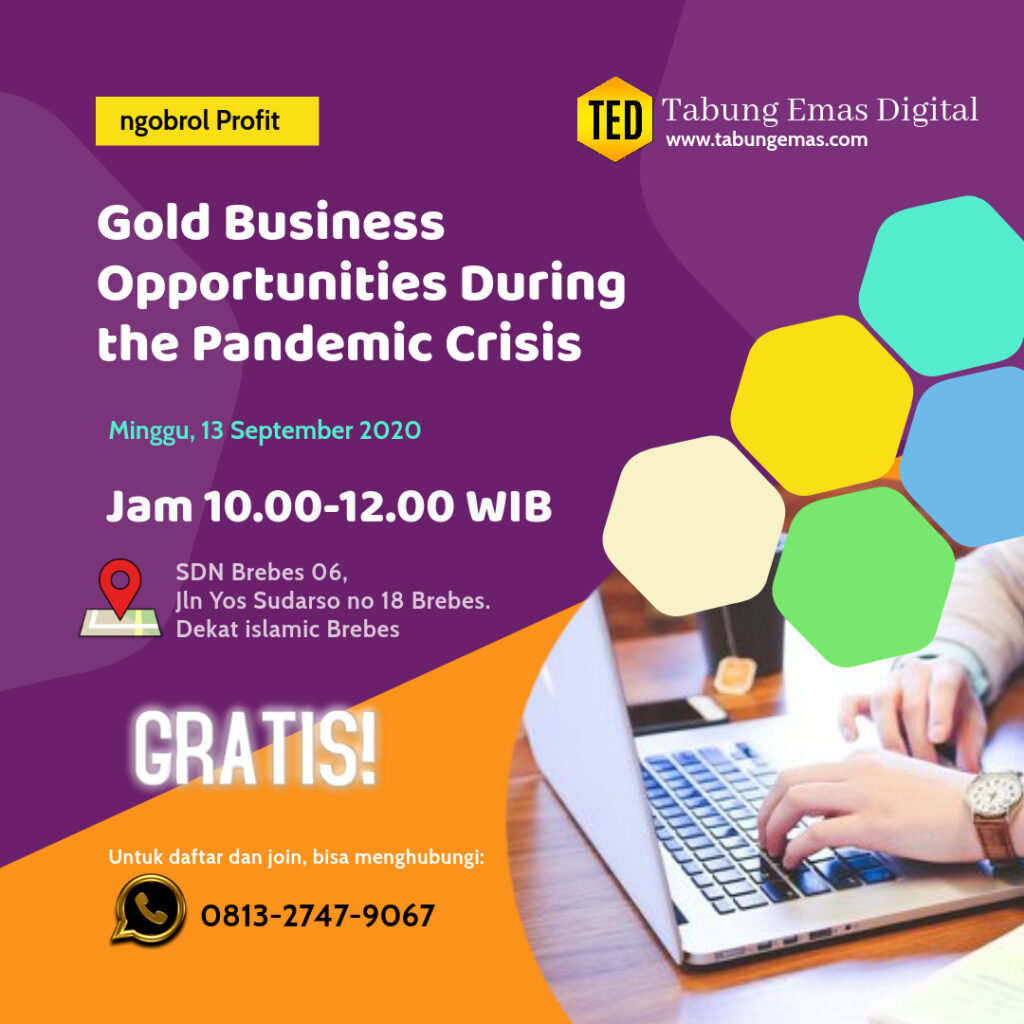 ngobrol Profit
TED
Tabung Emas Digital
www.tabungemas.com
Gold Business
Opportunities During
the Pandemic Crisis
Minggu, 13 September 2020
Jam 10.00-12.00 WIB
SDN Brebes 06,
Jln Yos Sudarso no 18 Brebes.
Dekat islamic Brebes
GRATIS!
Untuk daftar dan join, bisa menghubungi:
0813-2747-9067